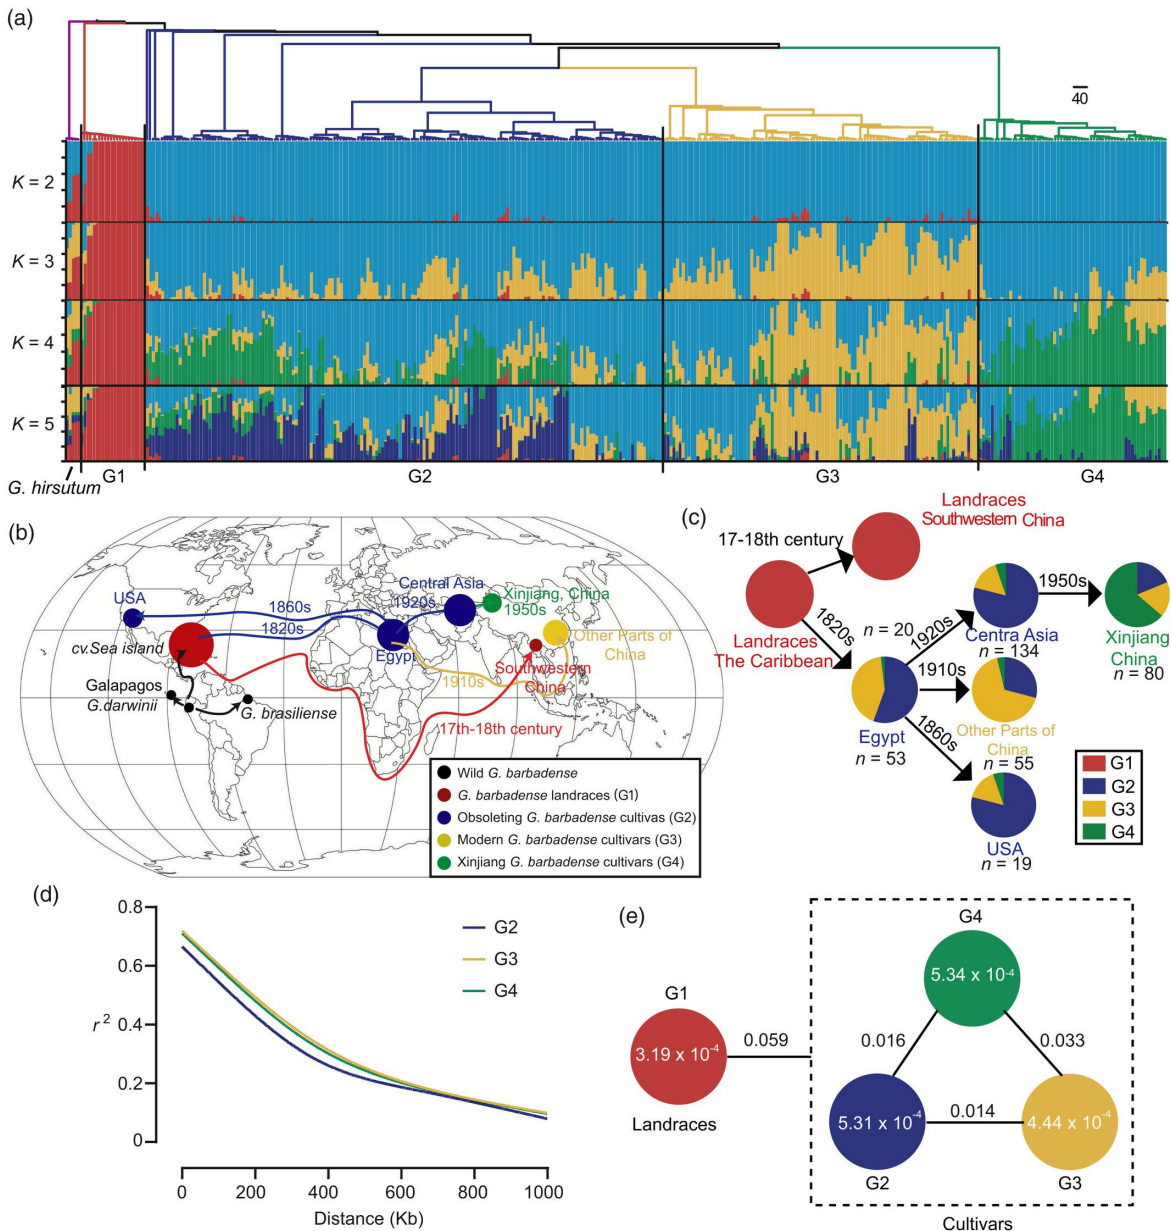 (a)
40
K = 2
K = 3
K = 4
K = 5
G1
G2
G3
G4
G. hirsutum
(b)
USA
1860s
1820s
1920s
Central Asia
Xinjiang, China
1950s
cv.Sea island
Egypt
Other Parts of
China
Southwestern
China
1910s
Galapagos
G.darwinii
G. brasiliense
17th-18th century
Wild G. barbadense
G. barbadense landraces (G1)
Obsoleting G. barbadense cultivas (G2)
Modern G. barbadense cultivars (G3)
Xinjiang G. barbadense cultivars (G4)
(c)
Landraces
Southwestern China
17-18th century
Landraces
The Caribbean
n = 20
1820s
1920s
Centra Asia
n = 134
1950s
Xinjiang
China
n = 80
1910s
Egypt
n = 53
Other Parts of
China
n = 55
1860s
USA
n = 19
G1
G2
G3
G4
(d)
0.8
0.6
0.4
0.2
0
r 2
G2
G3
G4
0
200
400
600
800
1000
Distance (Kb)
(e)
G1
3.19 x 10-4
Landraces
0.059
G4
5.34 x 10-4
0.016
0.033
5.31 x 10-4
0.014
4.44 x 10-4
G2
G3
Cultivars